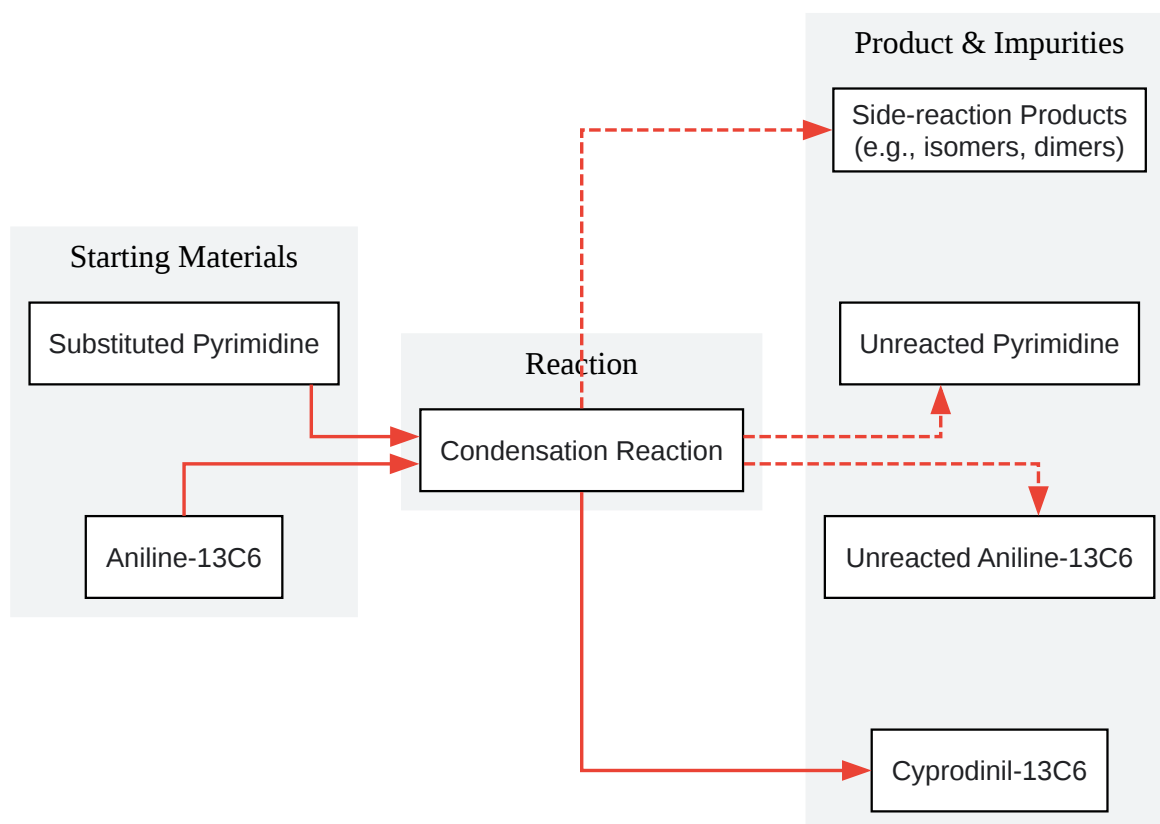 Starting Materials
Substituted Pyrimidine
Aniline-13C6
Reaction
Condensation Reaction
Product & Impurities
Side-reaction Products
(e.g., isomers, dimers)
Unreacted Pyrimidine
Unreacted Aniline-13C6
Cyprodinil-13C6